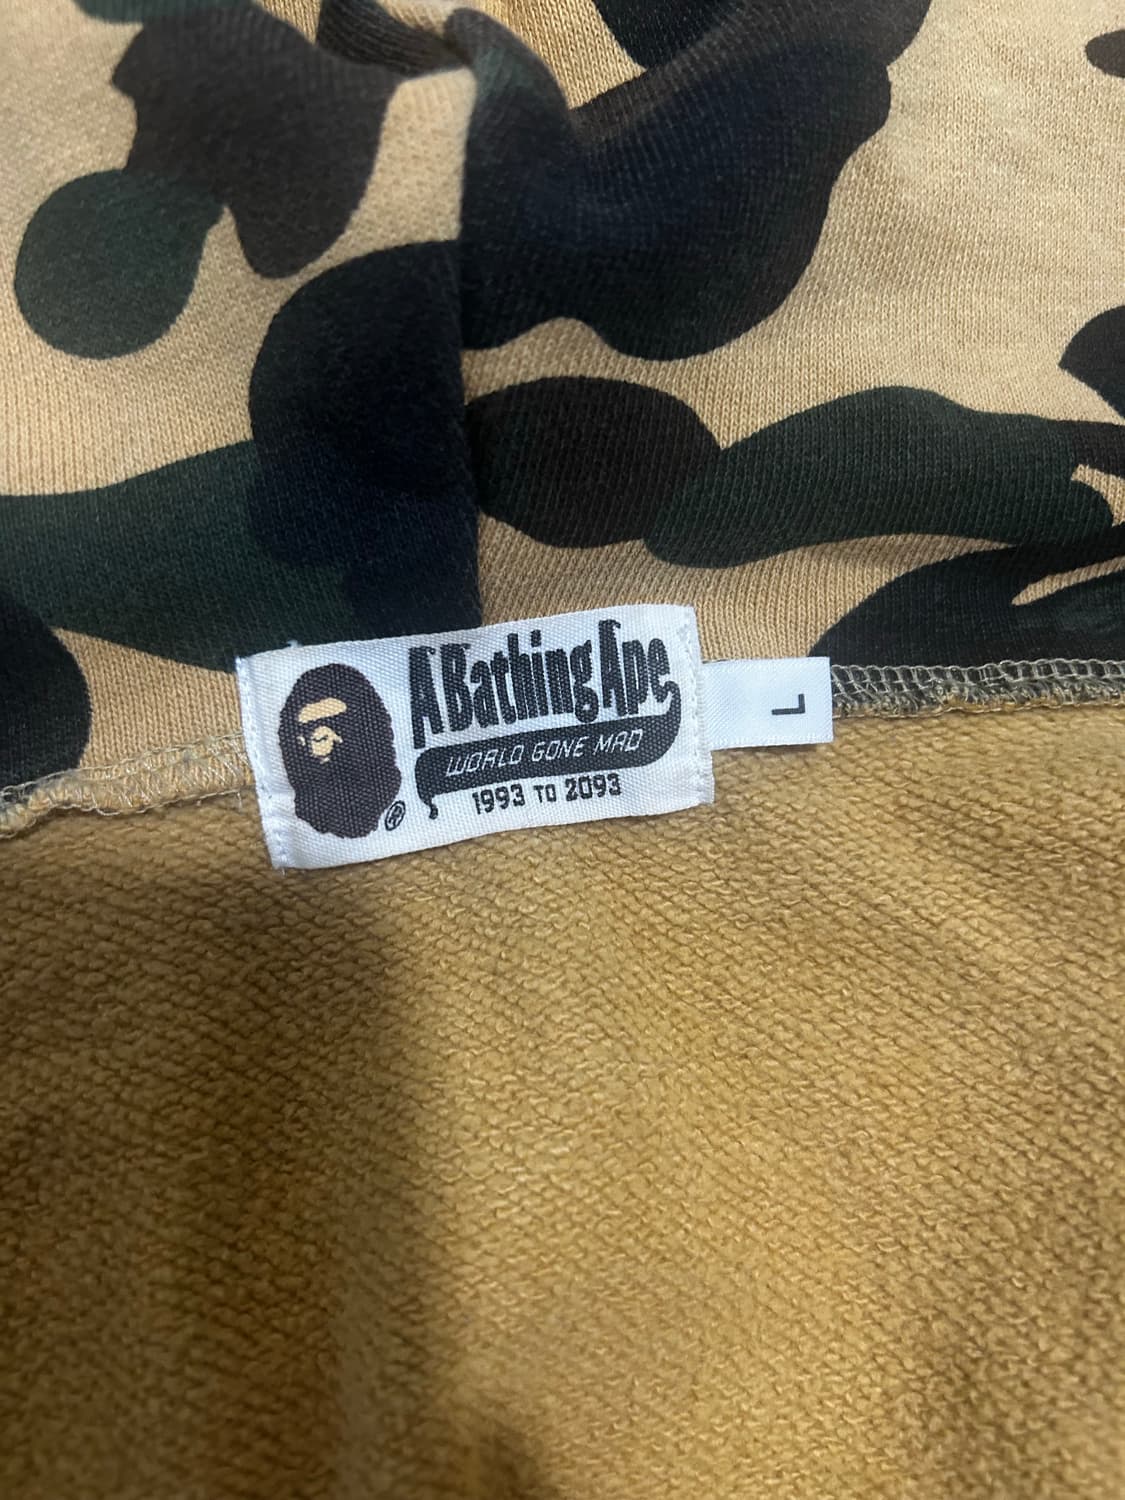 A Bathing Ape
WORLD GONE MAD
1993 TO 2093
®
L